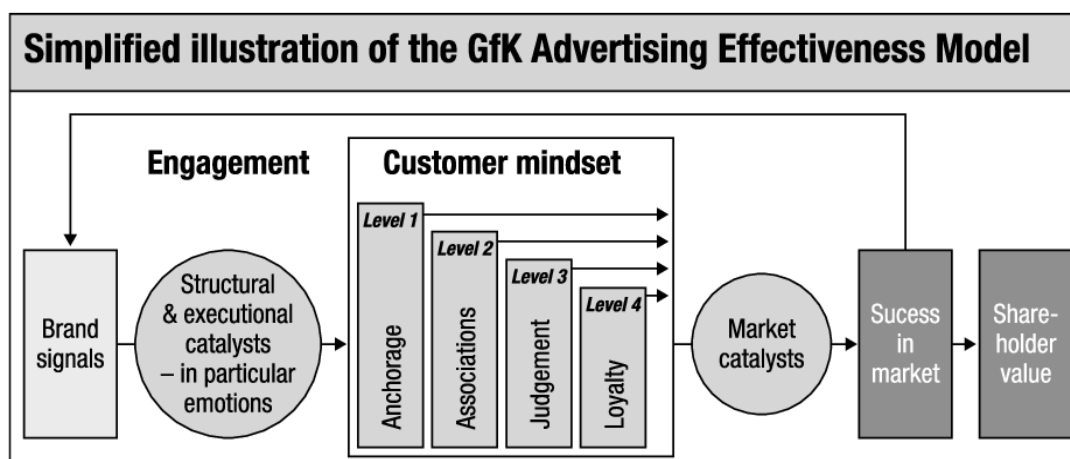 Simplified illustration of the GfK Advertising Effectiveness Model
Engagement
Customer mindset
Brand
signals
Structural
& executional
catalysts
– in particular
emotions
Level 1
Anchorage
Level 2
Associations
Level 3
Judgement
Level 4
Loyalty
Market
catalysts
Sucess
in
market
Share-
holder
value